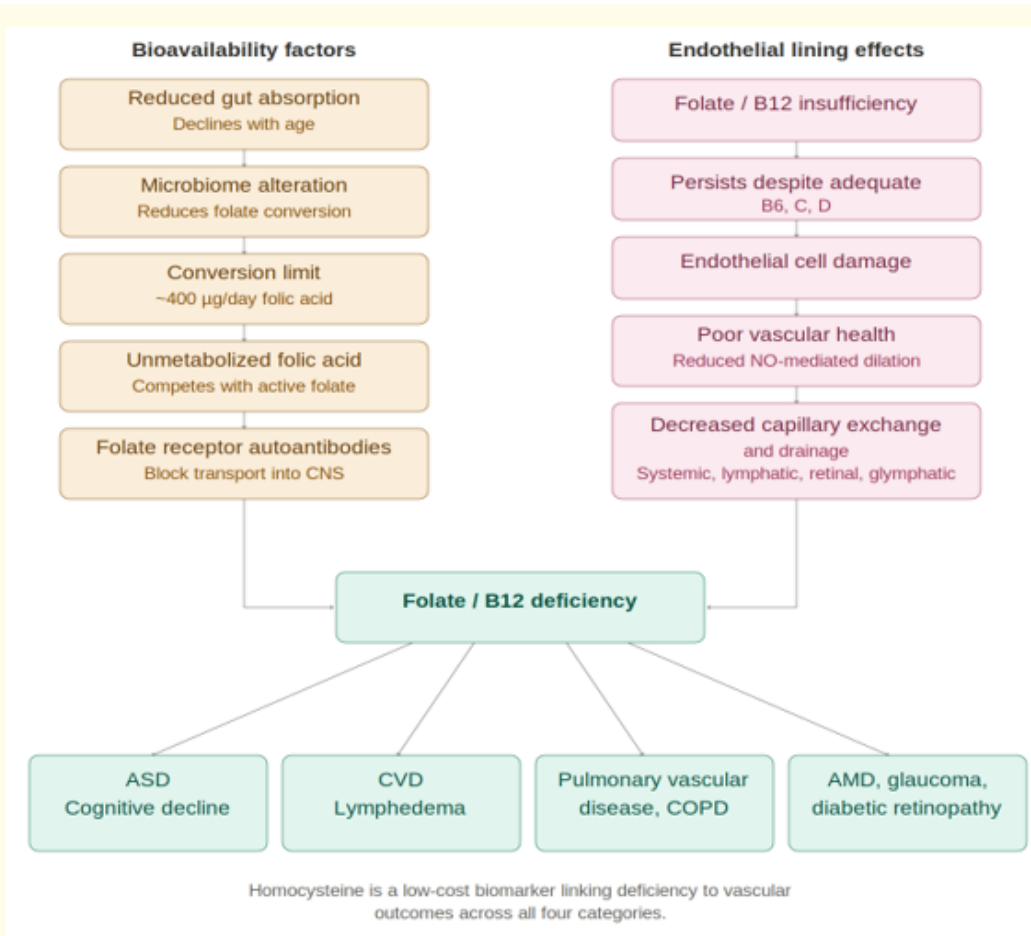 Bioavailability factors
Reduced gut absorption
Declines with age
Microbiome alteration
Reduces folate conversion
Conversion limit
~400 µg/day folic acid
Unmetabolized folic acid
Competes with active folate
Folate receptor autoantibodies
Block transport into CNS
Endothelial lining effects
Folate / B12 insufficiency
Persists despite adequate
B6, C, D
Endothelial cell damage
Poor vascular health
Reduced NO-mediated dilation
Decreased capillary exchange
and drainage
Systemic, lymphatic, retinal, glymphatic
Folate / B12 deficiency
ASD
Cognitive decline
CVD
Lymphedema
Pulmonary vascular
disease, COPD
AMD, glaucoma,
diabetic retinopathy
Homocysteine is a low-cost biomarker linking deficiency to vascular
outcomes across all four categories.